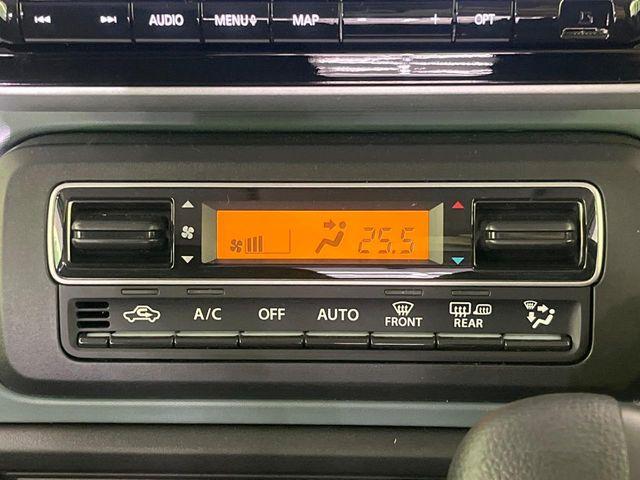 AUDIO MENU MAP - + OPT
25.5
A/C OFF AUTO FRONT REAR